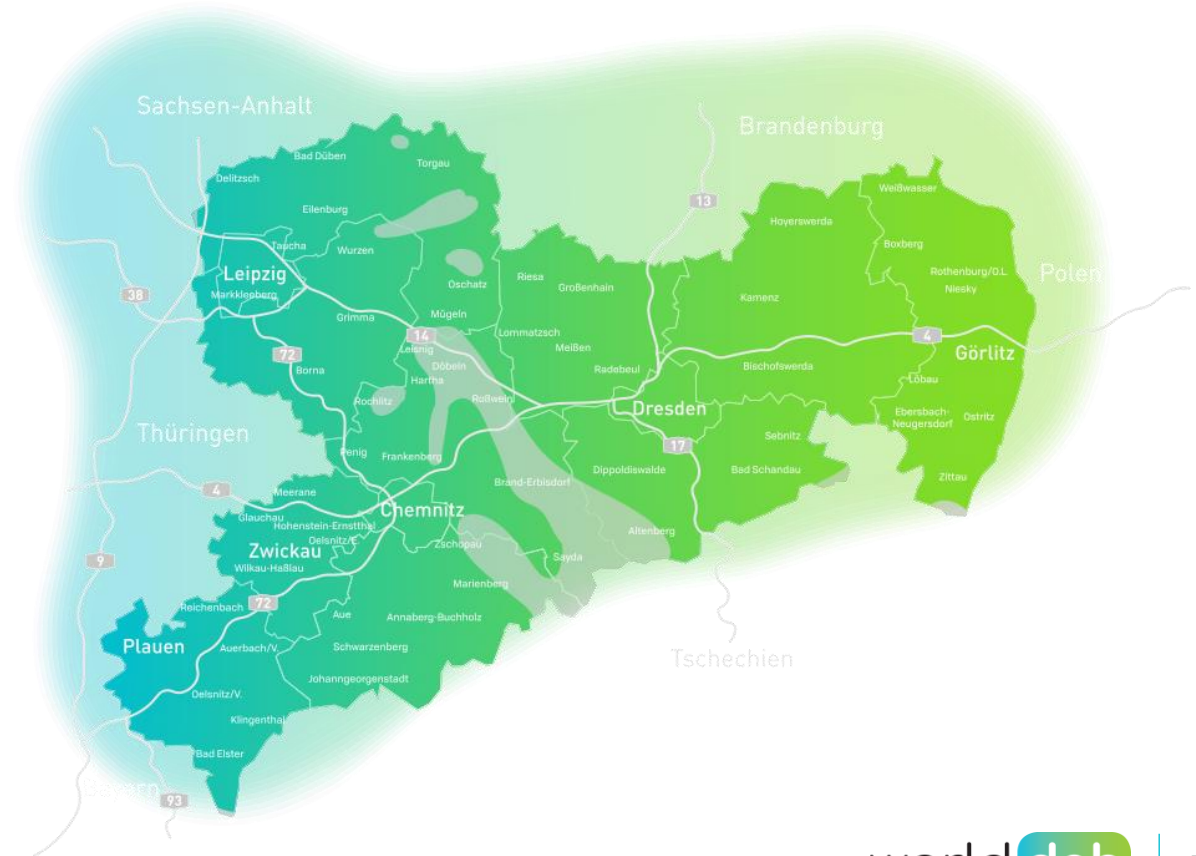 Sachsen-Anhalt
Brandenburg
Bad Düben
Torgau
Delitzsch
Weißwasser
13
Eilenburg
Hoyerswerda
Taucha
Wurzen
Boxberg
Leipzig
Oschatz
Riesa
Großenhain
Rothenburg/O.L.
Polen
Niesky
38
Markkleeberg
Kamenz
Grimma
Mügeln
14
Lommatzsch
4
72
Leisnig
Meißen
Görlitz
Borna
Döbeln
Radebeul
Bischofswerda
Hartha
Löbau
Rochlitz
Roßwein
Dresden
Ebersbach-
Neugersdorf
Ostritz
Thüringen
Sebnitz
17
Penig
Frankenberg
Dippoldiswalde
Bad Schandau
Zittau
4
Meerane
Brand-Erbisdorf
Chemnitz
Glauchau
Hohenstein-Ernstthal
Altenberg
Oelsnitz/E.
Zwickau
Zschopau
Sayda
9
Wilkau-Haßlau
Marienberg
72
Reichenbach
Aue
Annaberg-Buchholz
Plauen
Auerbach/V.
Schwarzenberg
Tschechien
Johanngeorgenstadt
Oelsnitz/V.
Klingenthal
Bad Elster
Bayern
93
world dab